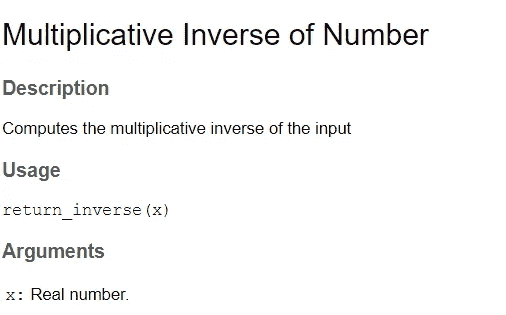 Multiplicative Inverse of Number
Description
Computes the multiplicative inverse of the input
Usage
return_inverse(x)
Arguments
x: Real number.